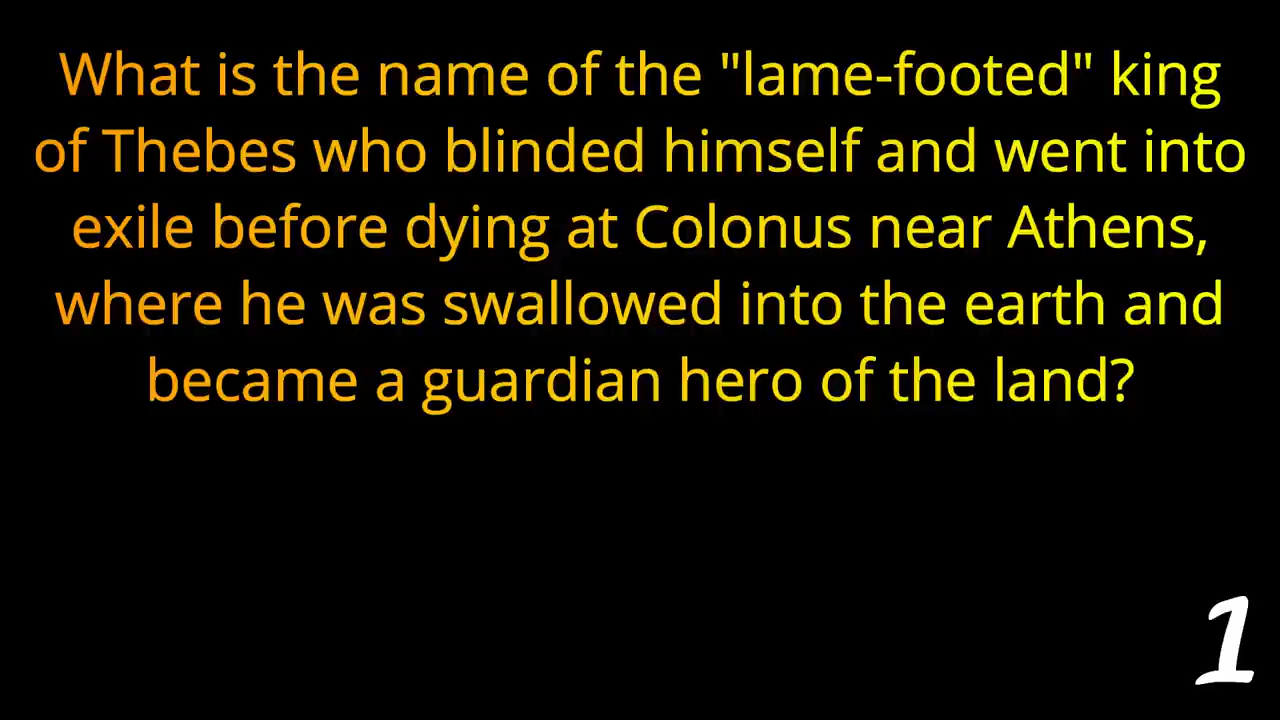 What is the name of the "lame-footed" king
of Thebes who blinded himself and went into
exile before dying at Colonus near Athens,
where he was swallowed into the earth and
became a guardian hero of the land?
1